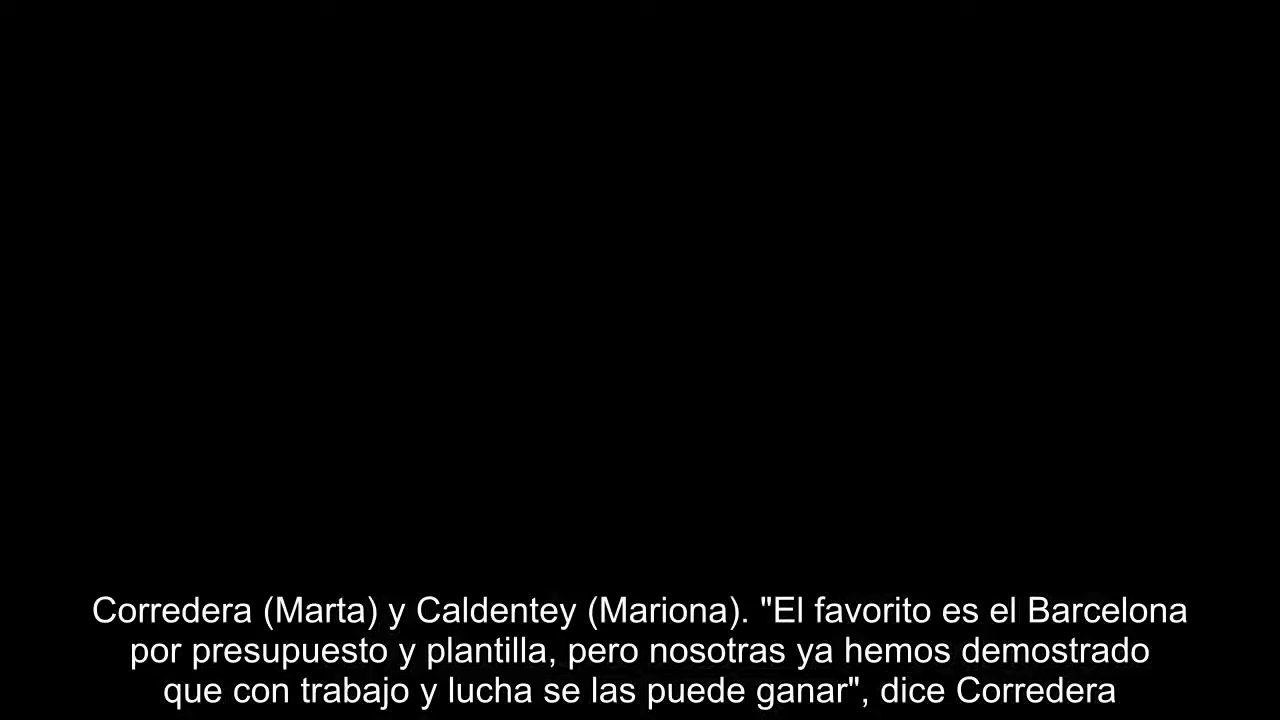 Corredera (Marta) y Caldentey (Mariona). "El favorito es el Barcelona
por presupuesto y plantilla, pero nosotras ya hemos demostrado
que con trabajo y lucha se las puede ganar", dice Corredera